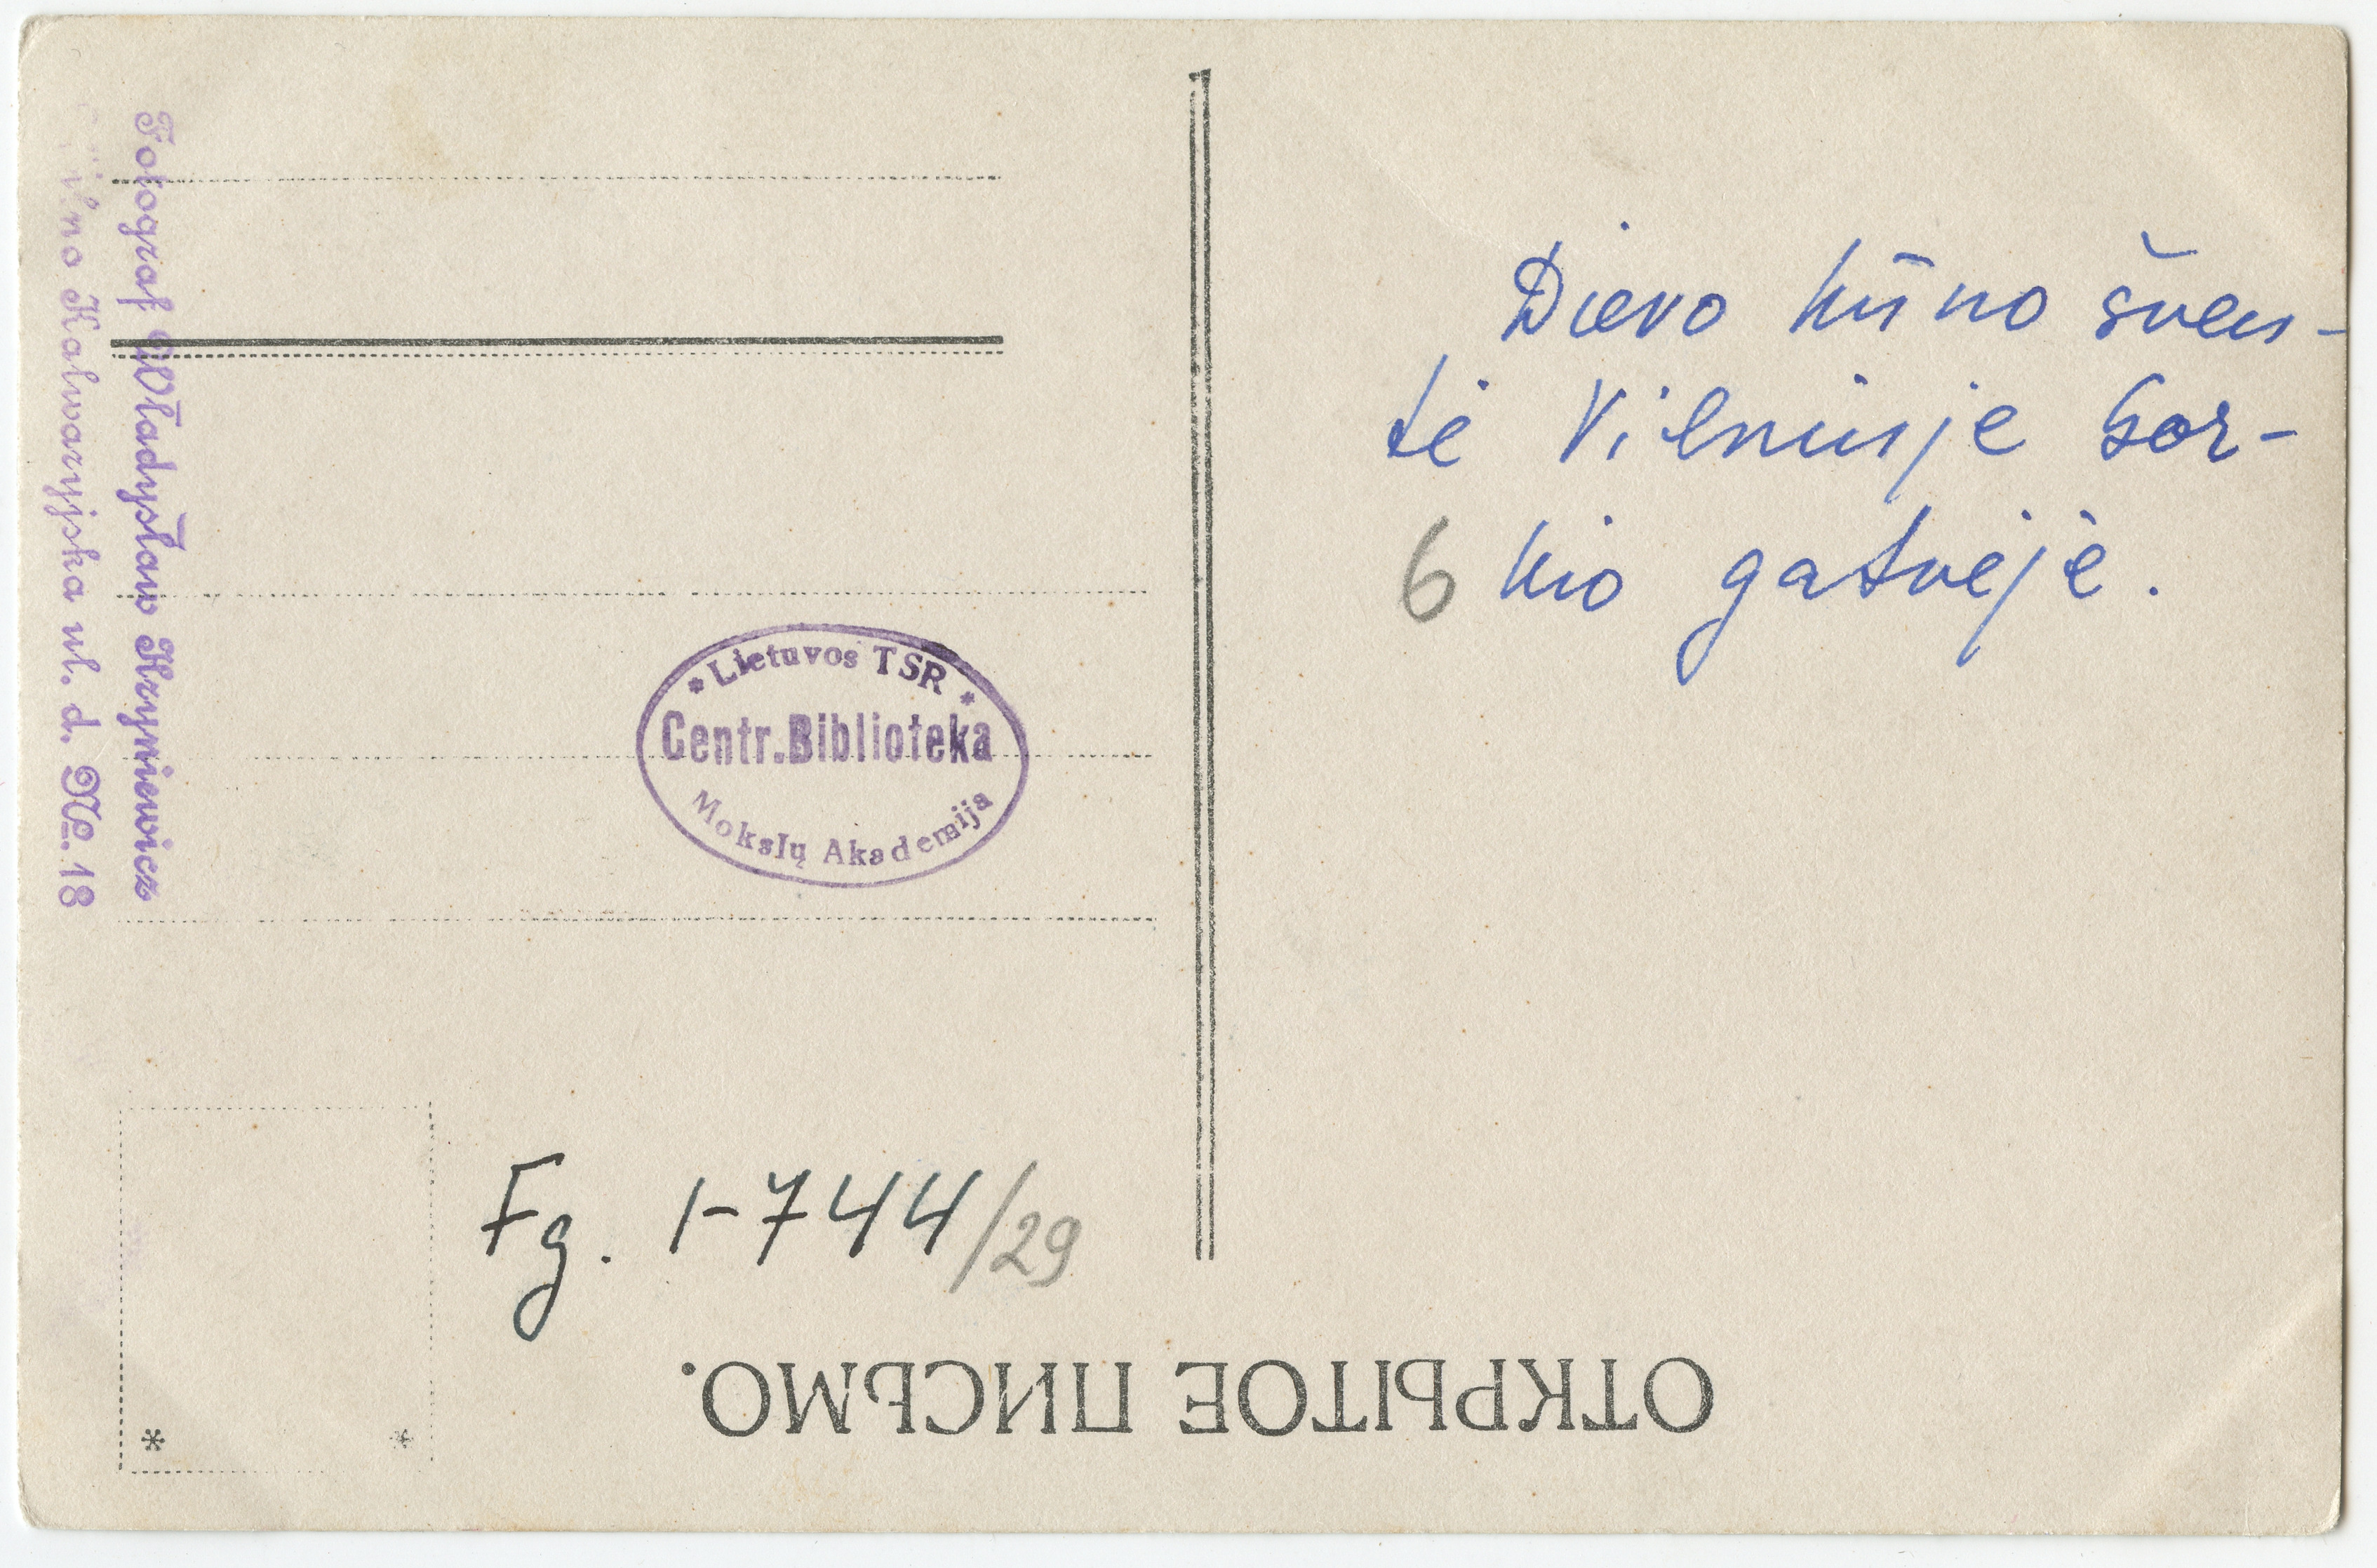 Fotograf Władysław Kryniewicz
Wilno Kalwaryjska ul. d. №. 18
Dievo kūno šven-
tė Vilniuje Gor-
6 kio gatvėje.
* Lietuvos TSR *
Centr. Biblioteka
Mokslų Akademija
Fg. 1-744/29
ОТКРЫТОЕ ПИСЬМО.